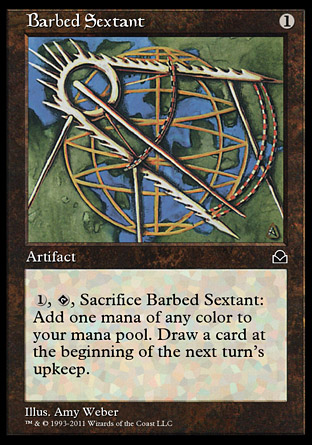 Barbed Sextant 1
Artifact
1, , Sacrifice Barbed Sextant:
Add one mana of any color to
your mana pool. Draw a card at
the beginning of the next turn's
upkeep.
Illus. Amy Weber
™ & © 1993-2011 Wizards of the Coast LLC